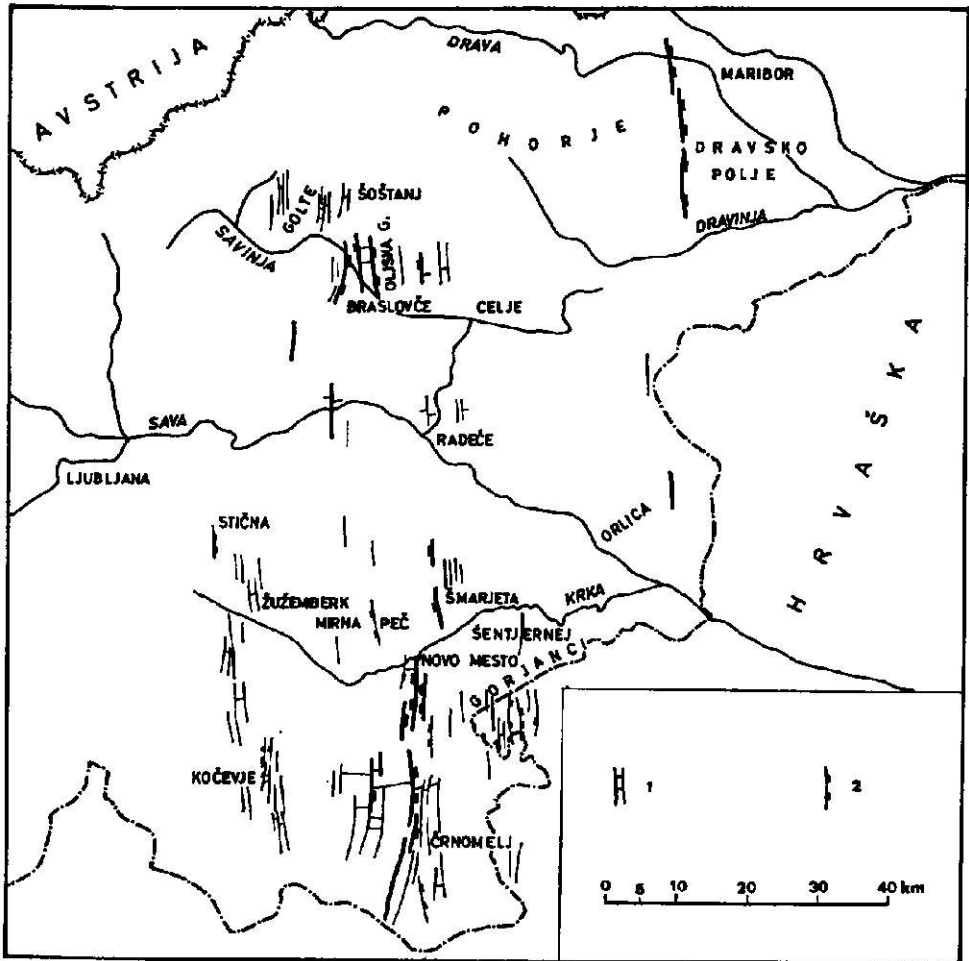 AVSTRIJA
DRAVA
MARIBOR
POHORJE
DRAVSKO
POLJE
DRAVINJA
GOLTE
ŠOŠTANJ
SAVINJA
OLJSKA G.
BRASLOVČE
CELJE
HRVAŠKA
SAVA
RADEČE
LJUBLJANA
STIČNA
ORLICA
ŽUŽEMBERK
MIRNA PEČ
ŠMARJETA
KRKA
ŠENTJERNEJ
NOVO MESTO
GORJANCI
KOČEVJE
ČRNOMELJ
1
2
0 5 10 20 30 40 km